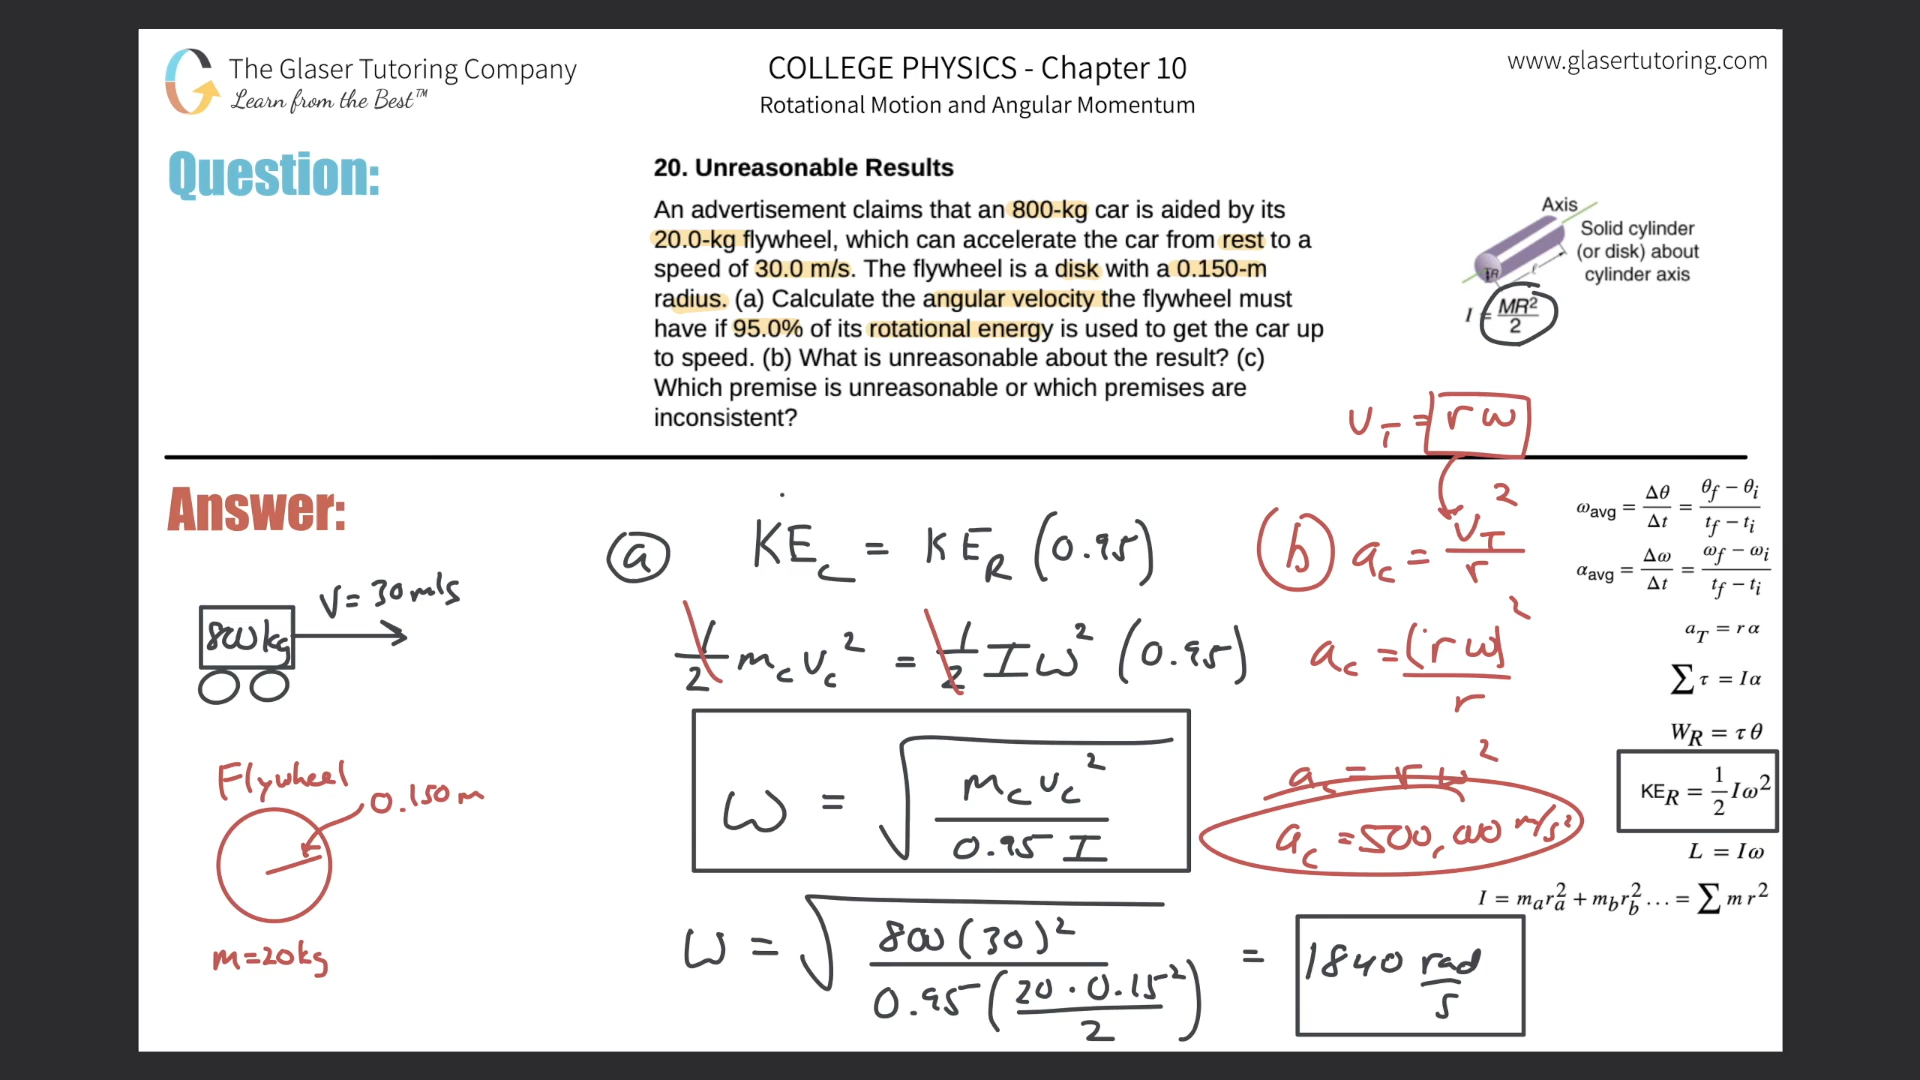 The Glaser Tutoring Company
Learn from the Best™
COLLEGE PHYSICS - Chapter 10
Rotational Motion and Angular Momentum
www.glasertutoring.com
Question:
20. Unreasonable Results
An advertisement claims that an 800-kg car is aided by its
20.0-kg flywheel, which can accelerate the car from rest to a
speed of 30.0 m/s. The flywheel is a disk with a 0.150-m
radius. (a) Calculate the angular velocity the flywheel must
have if 95.0% of its rotational energy is used to get the car up
to speed. (b) What is unreasonable about the result? (c)
Which premise is unreasonable or which premises are
inconsistent?
Axis
Solid cylinder
(or disk) about
cylinder axis
R
ℓ
I = MR²/2
Answer:
800kg
V = 30 m/s
Flywheel
0.150 m
m = 20kg
(a) KE_C = KE_R (0.95)
1/2 m_c v_c² = 1/2 I ω² (0.95)
ω = √(m_c v_c² / 0.95 I)
ω = √(800(30)² / 0.95(20 · 0.15² / 2)) = 1840 rad/s
v_T = rω
(b) a_c = v_T² / r
a_c = (rω)² / r
a_c = rω²
a_c = 500,000 m/s²
ω_avg = Δθ/Δt = (θ_f − θ_i)/(t_f − t_i)
α_avg = Δω/Δt = (ω_f − ω_i)/(t_f − t_i)
a_T = rα
∑τ = Iα
W_R = τθ
KE_R = 1/2 Iω²
L = Iω
I = m_a r_a² + m_b r_b² ... = ∑mr²